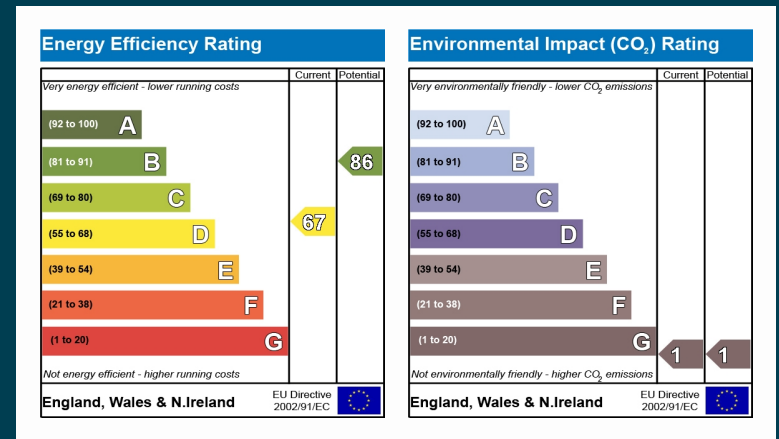 Energy Efficiency Rating
Current Potential
Very energy efficient - lower running costs
(92 to 100) A
(81 to 91) B
86
(69 to 80) C
67
(55 to 68) D
(39 to 54) E
(21 to 38) F
(1 to 20) G
Not energy efficient - higher running costs
England, Wales & N.Ireland
EU Directive
2002/91/EC
Environmental Impact (CO₂) Rating
Current Potential
Very environmentally friendly - lower CO₂ emissions
(92 to 100) A
(81 to 91) B
(69 to 80) C
(55 to 68) D
(39 to 54) E
(21 to 38) F
(1 to 20) G
1 1
Not environmentally friendly - higher CO₂ emissions
England, Wales & N.Ireland
EU Directive
2002/91/EC